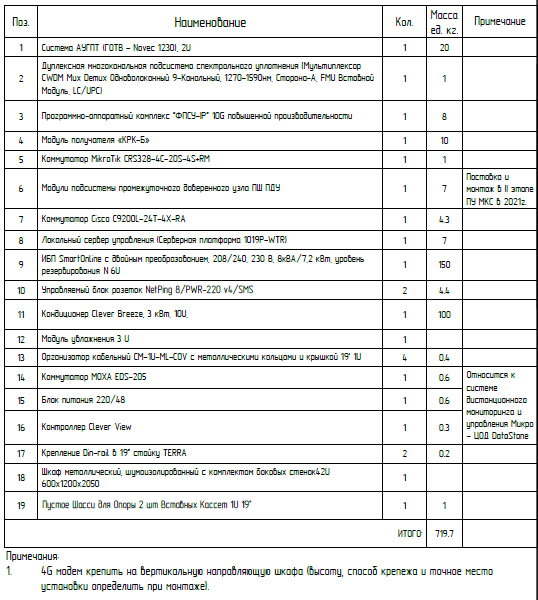 Поз. Наименование Кол. Масса ед. кг. Примечание
1 Система АУГПТ (ГОТВ - Novec 1230), 2U 1 20
2 Дуплексная многоканальная подсистема спектрального уплотнения (Мультиплексор
CWDM Mux Demux Одноволоконный 9-Канальный, 1270-1590нм, Сторона-А, FMU Вставной
Модуль, LC/UPC) 1 1
3 Программно-аппаратный комплекс "ФПСУ-IP" 10G повышенной производительности 1 8
4 Модуль получателя «КРК-Б» 1 10
5 Коммутатор MikroTik CRS328-4C-20S-4S+RM 1 1
6 Модули подсистемы промежуточного доверенного узла ПШ ПДУ 1 7 Поставка и
монтаж в II этапе
ПУ МКС в 2021г.
7 Коммутатор Cisco C9200L-24T-4X-RA 1 4.3
8 Локальный сервер управления (Серверная платформа 1019P-WTR) 1 7
9 ИБП SmartOnline с двойным преобразованием, 208/240, 230 В, 8кВА/7,2 кВт, уровень
резервирования N 6U 1 150
10 Управляемый блок розеток NetPing 8/PWR-220 v4/SMS 2 4.4
11 Кондиционер Clever Breeze, 3 кВт, 10U, 1 100
12 Модуль увлажнения 3 U 1
13 Организатор кабельный CM-1U-ML-COV с металлическими кольцами и крышкой 19' 1U 4 0.4
14 Коммутатор MOXA EDS-205 1 0.6 Относится к
системе
15 Блок питания 220/48 1 0.6 дистанционного
мониторинга и
16 Контроллер Clever View 1 0.3 управления Микро
- ЦОД DataStone
17 Крепление Din-rail в 19" стойку TERRA 2 0.2
18 Шкаф металлический, шумоизолированный с комплектом боковых стенок42U
600х1200х2050 1
19 Пустое Шасси для Опоры 2 шт Вставных Кассет 1U 19" 1 1
ИТОГО: 719.7
Примечания:
1. 4G модем крепить на вертикальную направляющую шкафа (высоту, способ крепежа и точное место
установки определить при монтаже).